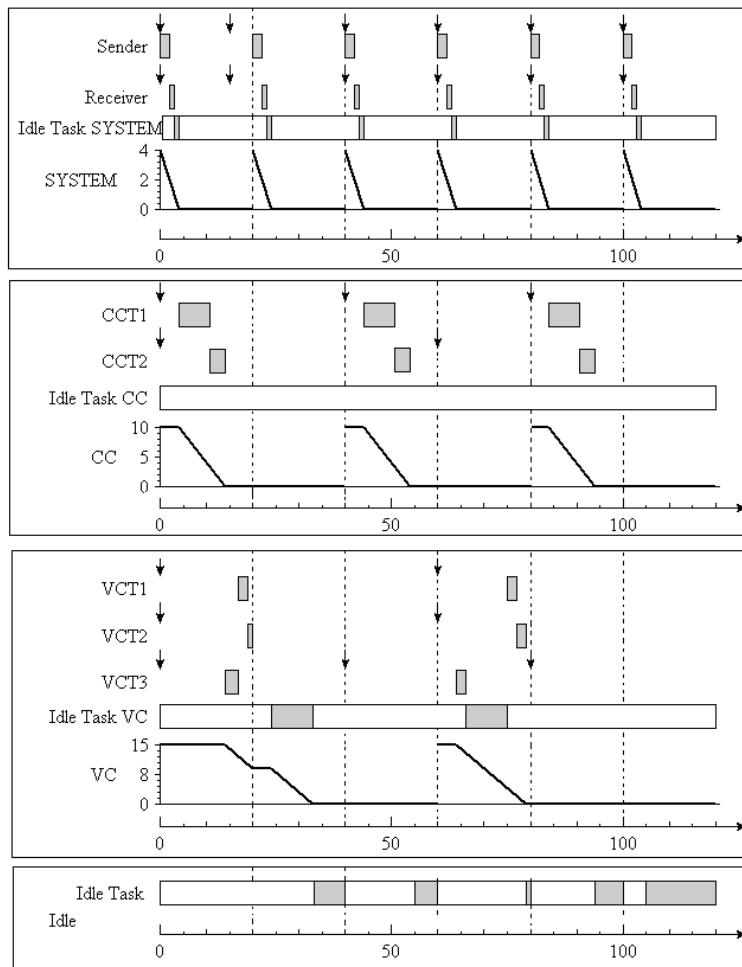 Sender
Receiver
Idle Task SYSTEM
4
SYSTEM 2
0
0 50 100
CCT1
CCT2
Idle Task CC
10
CC 5
0
0 50 100
VCT1
VCT2
VCT3
Idle Task VC
15
VC 8
0
0 50 100
Idle Task
Idle
0 50 100